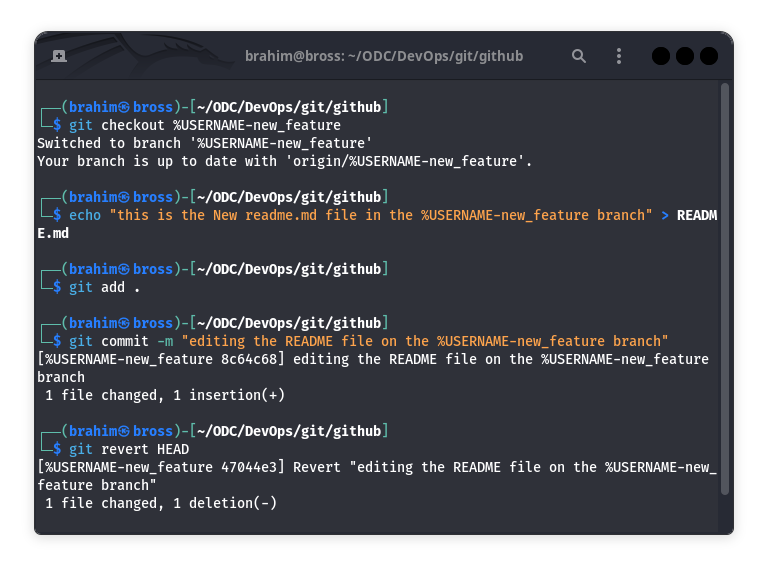 brahim@bross: ~/ODC/DevOps/git/github
┌──(brahim㉿bross)-[~/ODC/DevOps/git/github]
└─$ git checkout %USERNAME-new_feature
Switched to branch '%USERNAME-new_feature'
Your branch is up to date with 'origin/%USERNAME-new_feature'.
┌──(brahim㉿bross)-[~/ODC/DevOps/git/github]
└─$ echo "this is the New readme.md file in the %USERNAME-new_feature branch" > READM
E.md
┌──(brahim㉿bross)-[~/ODC/DevOps/git/github]
└─$ git add .
┌──(brahim㉿bross)-[~/ODC/DevOps/git/github]
└─$ git commit -m "editing the README file on the %USERNAME-new_feature branch"
[%USERNAME-new_feature 8c64c68] editing the README file on the %USERNAME-new_feature
branch
 1 file changed, 1 insertion(+)
┌──(brahim㉿bross)-[~/ODC/DevOps/git/github]
└─$ git revert HEAD
[%USERNAME-new_feature 47044e3] Revert "editing the README file on the %USERNAME-new_
feature branch"
 1 file changed, 1 deletion(-)